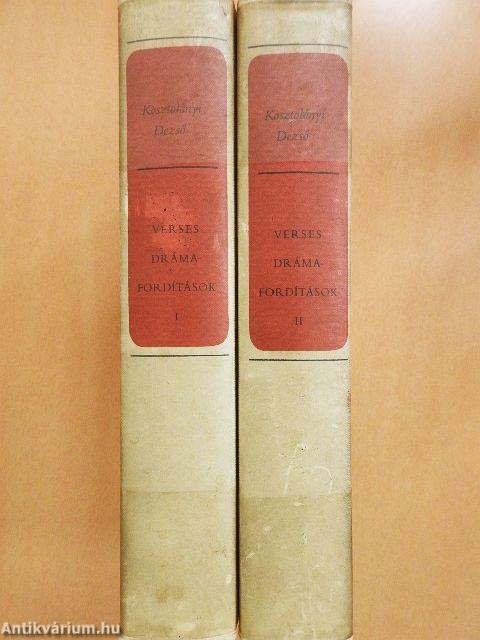 Kosztolányi
Dezső
VERSES
DRÁMA-
FORDÍTÁSOK
I
Kosztolányi
Dezső
VERSES
DRÁMA-
FORDÍTÁSOK
II
Antikvárium.hu